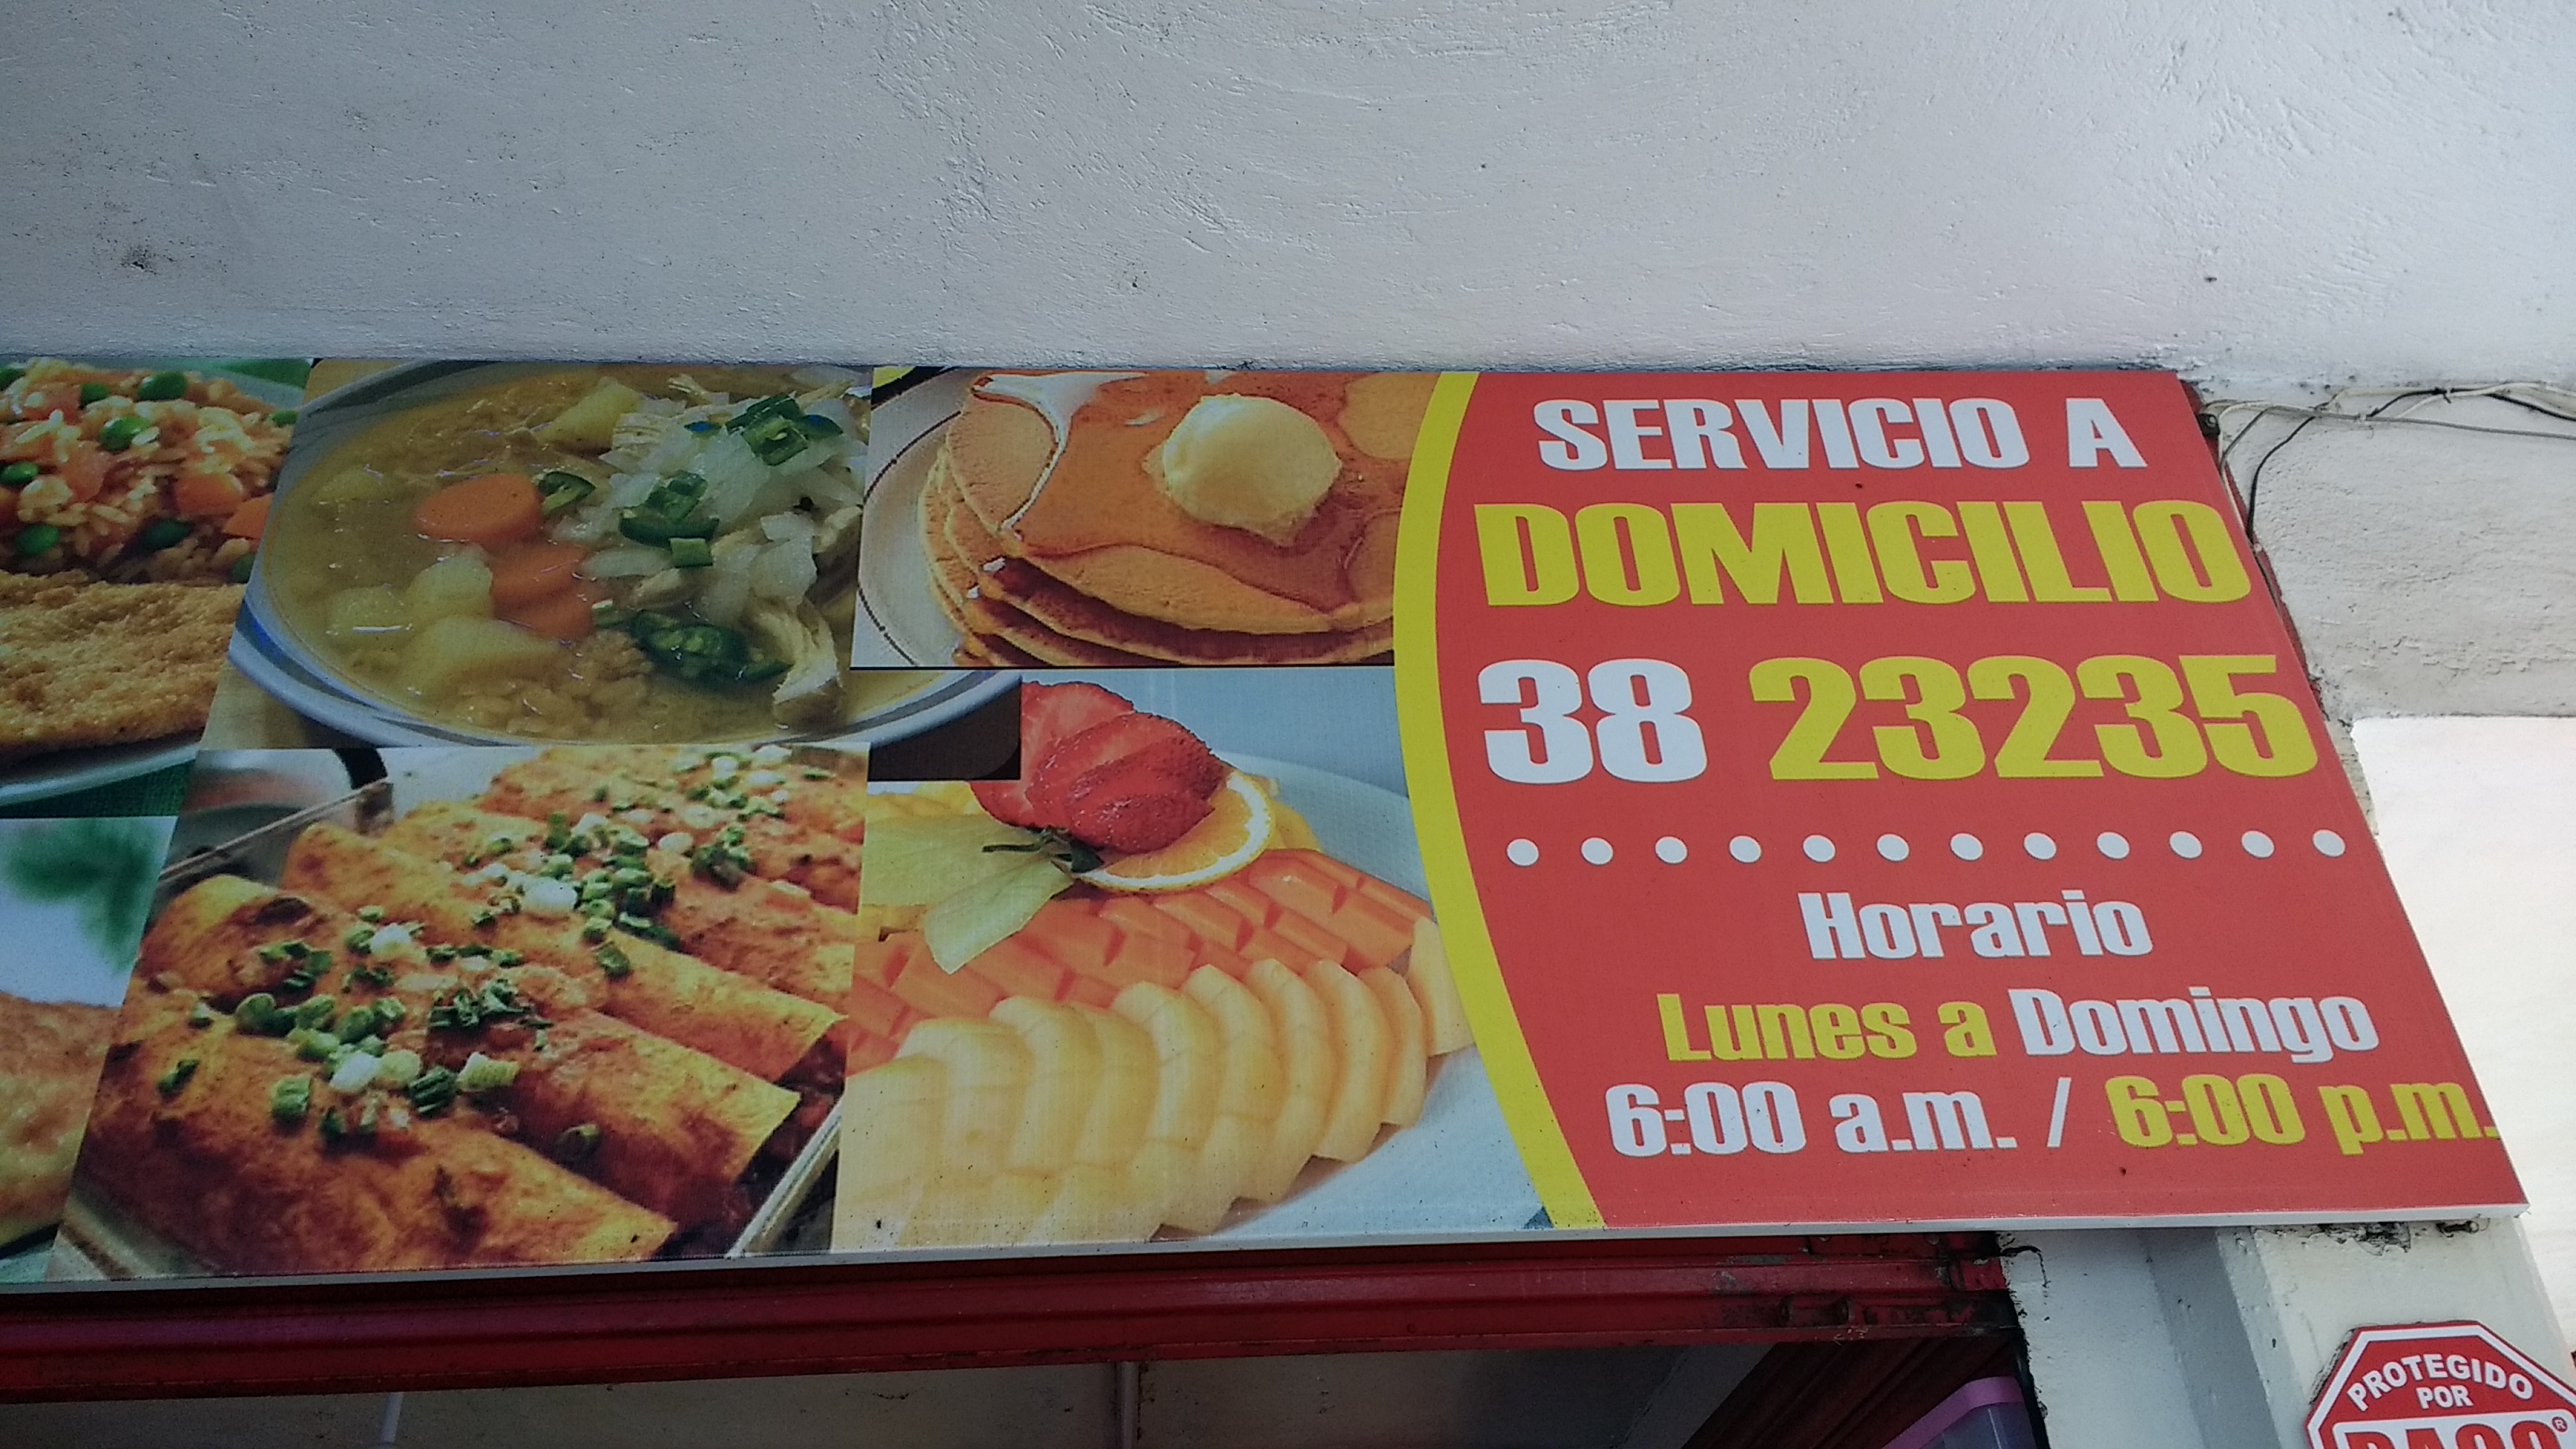 SERVICIO A
DOMICILIO
38 23235
Horario
Lunes a Domingo
6:00 a.m. / 6:00 p.m.
PROTEGIDO
POR